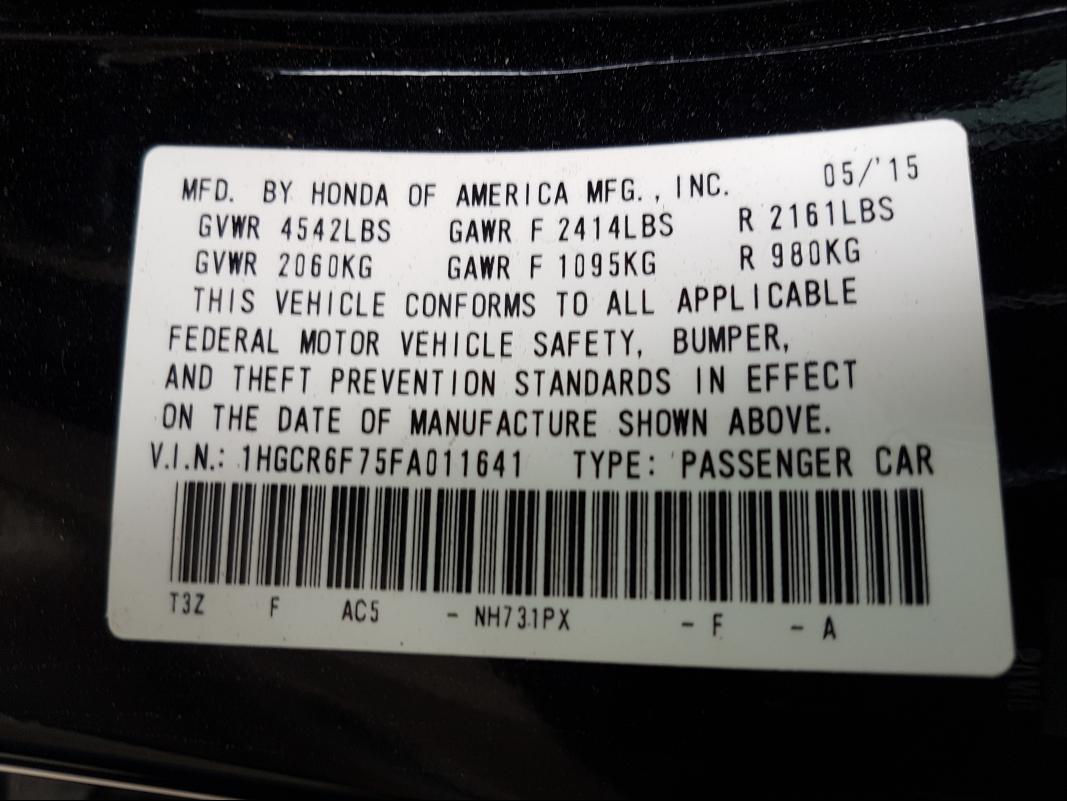 MFD. BY HONDA OF AMERICA MFG., INC. 05/'15
GVWR 4542LBS GAWR F 2414LBS R 2161LBS
GVWR 2060KG GAWR F 1095KG R 980KG
THIS VEHICLE CONFORMS TO ALL APPLICABLE
FEDERAL MOTOR VEHICLE SAFETY, BUMPER,
AND THEFT PREVENTION STANDARDS IN EFFECT
ON THE DATE OF MANUFACTURE SHOWN ABOVE.
V.I.N.: 1HGCR6F75FA011641 TYPE: PASSENGER CAR
T3Z F AC5 - NH731PX - F - A